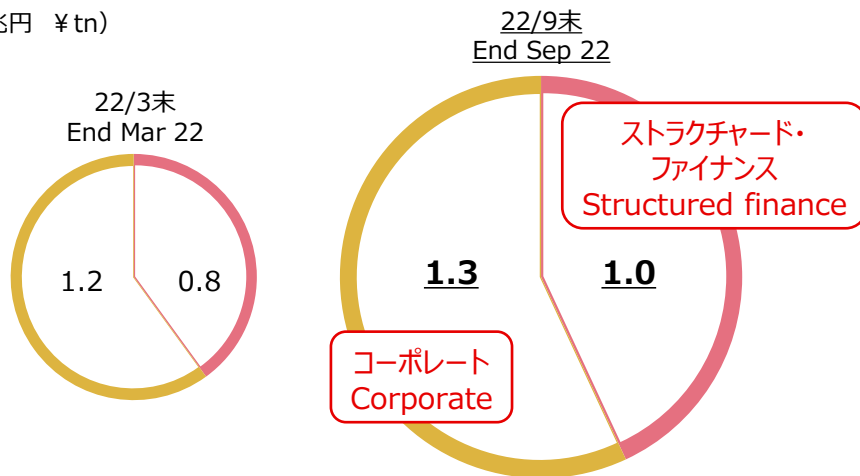 円 ¥tn）
22/3末
End Mar 22
1.2
0.8
22/9末
End Sep 22
ストラクチャード・
ファイナンス
Structured finance
1.3
1.0
コーポレート
Corporate